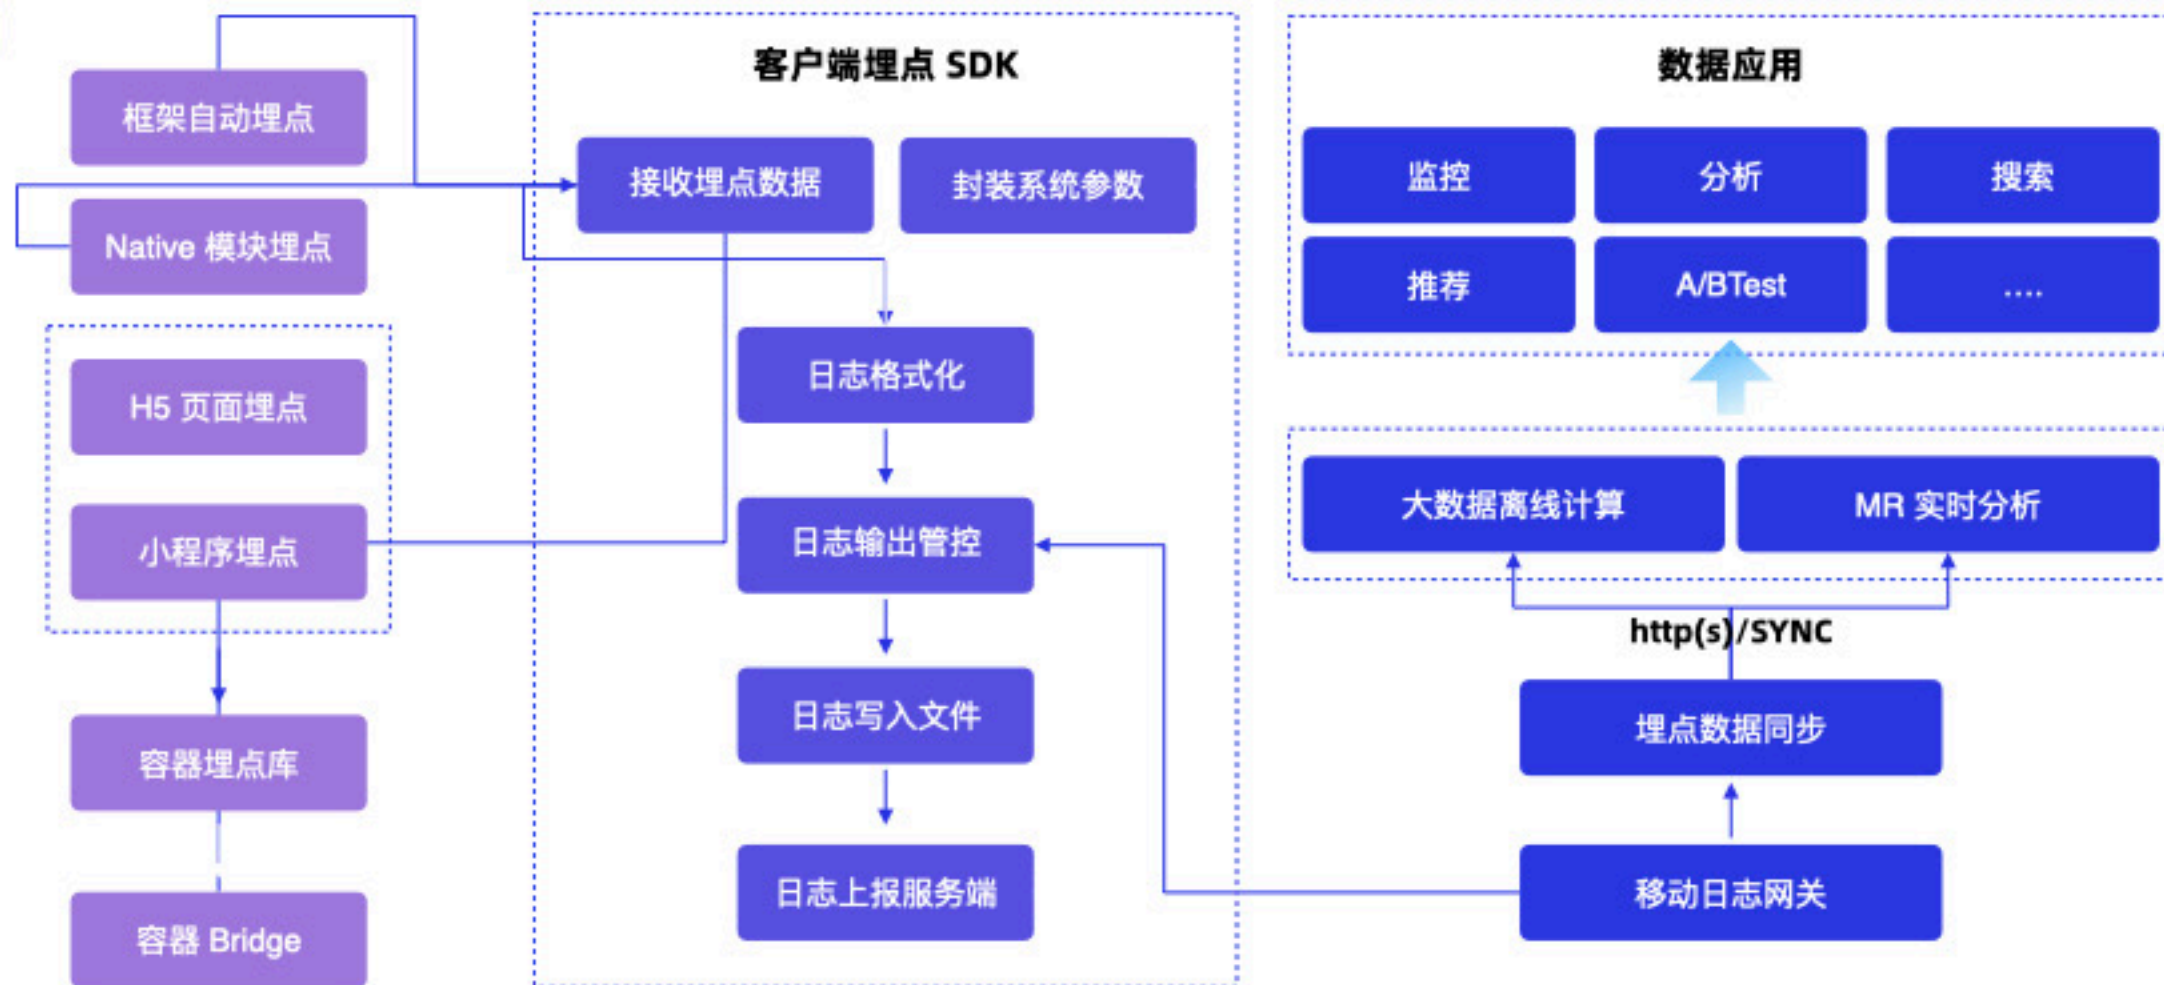 框架自动埋点
Native 模块埋点
H5 页面埋点
小程序埋点
容器埋点库
容器 Bridge
客户端埋点 SDK
接收埋点数据
封装系统参数
日志格式化
日志输出管控
日志写入文件
日志上报服务端
数据应用
监控
分析
搜索
推荐
A/BTest
....
大数据离线计算
MR 实时分析
http(s)/SYNC
埋点数据同步
移动日志网关